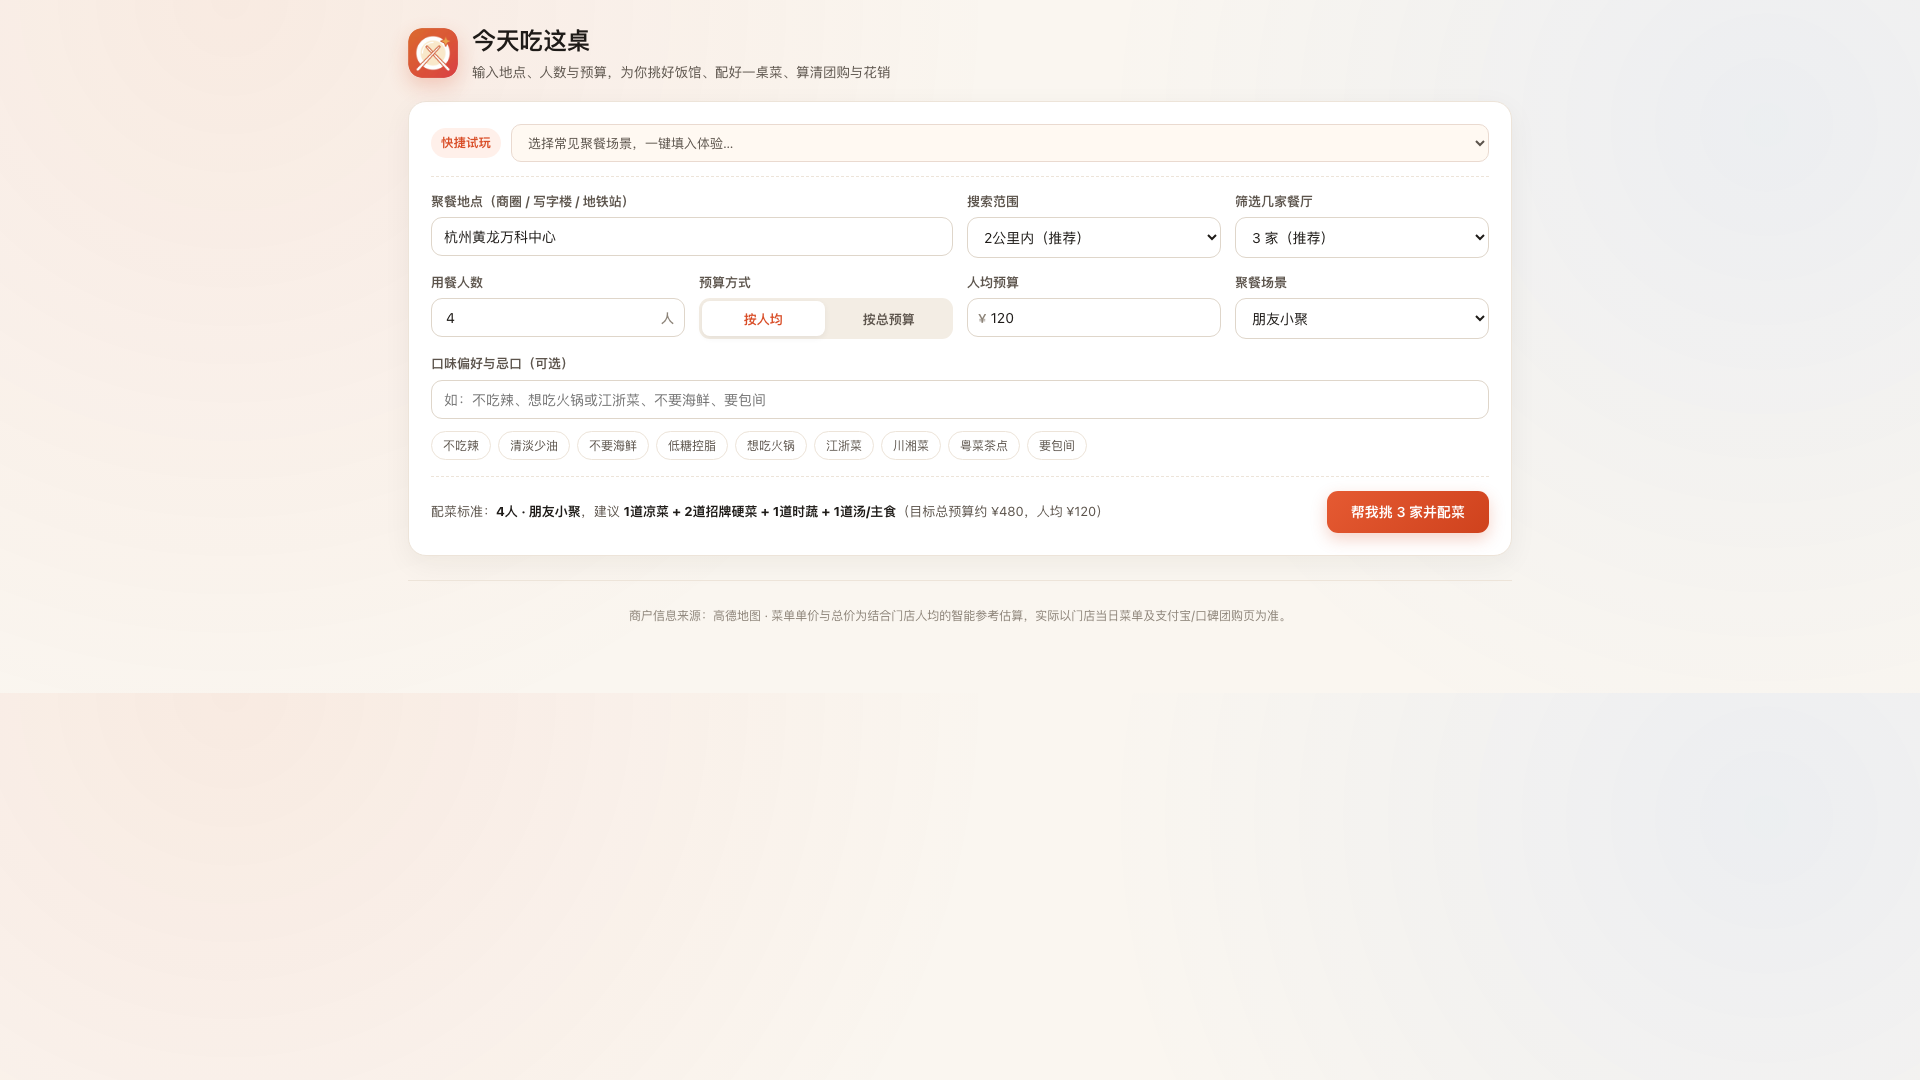 今天吃这桌
输入地点、人数与预算，为你挑好饭馆、配好一桌菜、算清团购与花销
快捷试玩
选择常见聚餐场景，一键填入体验...
聚餐地点（商圈 / 写字楼 / 地铁站）
搜索范围
筛选几家餐厅
杭州黄龙万科中心
2公里内（推荐）
3 家（推荐）
用餐人数
预算方式
人均预算
聚餐场景
4 人
按人均
按总预算
¥ 120
朋友小聚
口味偏好与忌口（可选）
如：不吃辣、想吃火锅或江浙菜、不要海鲜、要包间
不吃辣
清淡少油
不要海鲜
低糖控脂
想吃火锅
江浙菜
川湘菜
粤菜茶点
要包间
配菜标准：4人 · 朋友小聚，建议 1道凉菜 + 2道招牌硬菜 + 1道时蔬 + 1道汤/主食（目标总预算约 ¥480，人均 ¥120）
帮我挑 3 家并配菜
商户信息来源：高德地图 · 菜单单价与总价为结合门店人均的智能参考估算，实际以门店当日菜单及支付宝/口碑团购页为准。